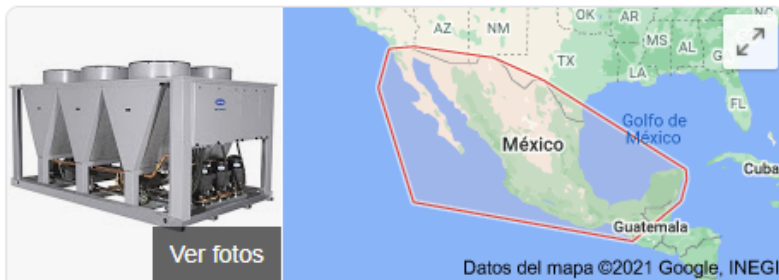 Ver fotos
AZ
NM
OK
AR
TX
MS
AL
LA
FL
Golfo de
México
México
Cuba
Guatemala
Datos del mapa ©2021 Google, INEGI